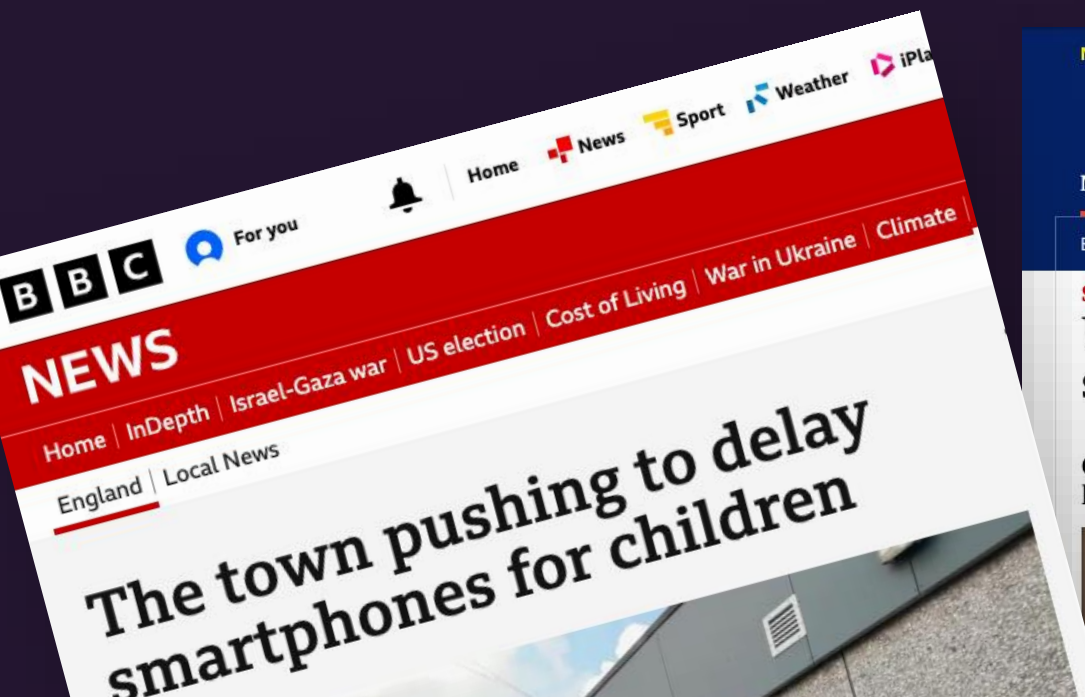 BBC
For you
Home
News
Sport
Weather
NEWS
Home
InDepth
Israel-Gaza war
US election
Cost of Living
War in Ukraine
Climate
England
Local News
The town pushing to delay
smartphones for children